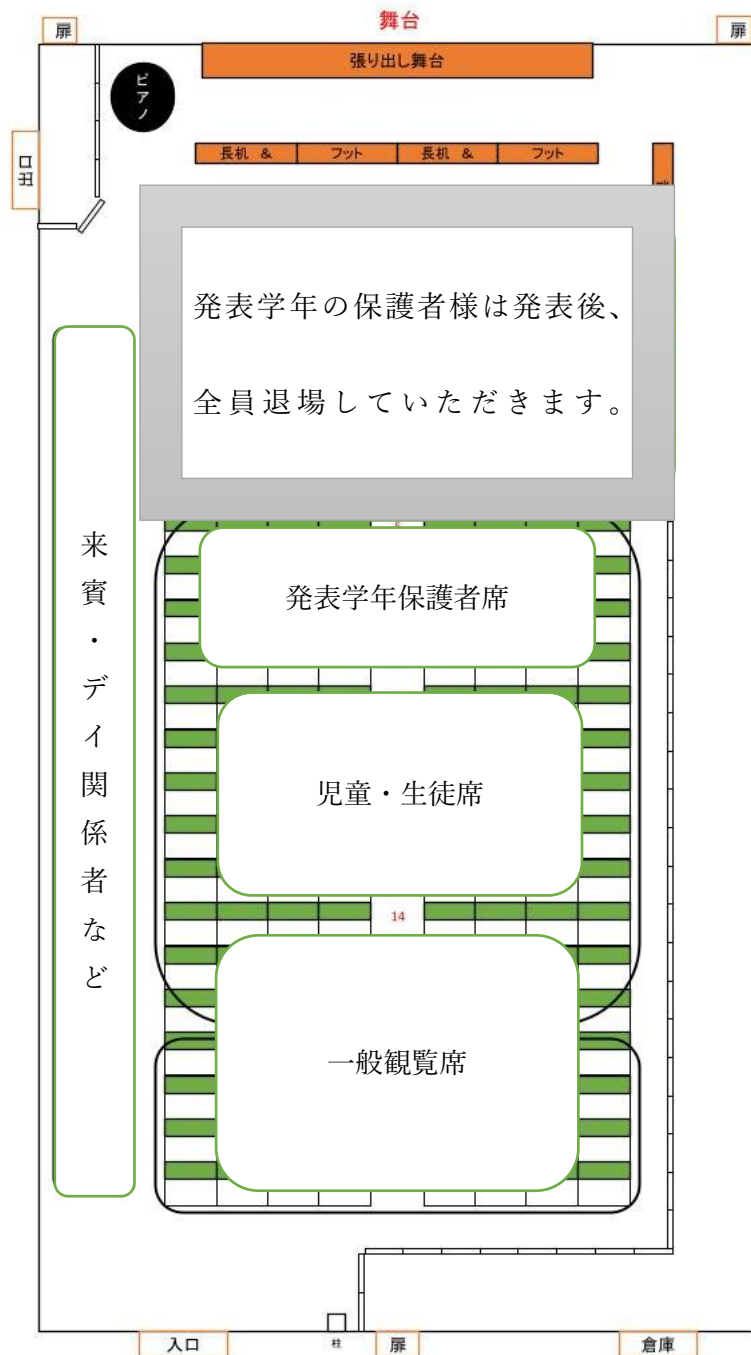 舞台
扉
扉
張り出し舞台
ピアノ
長机 &
フット
長机 &
フット
出口
発表学年の保護者様は発表後、
全員退場していただきます。
発表学年保護者席
来賓・デイ関係者など
児童・生徒席
14
一般観覧席
入口
柱
扉
倉庫